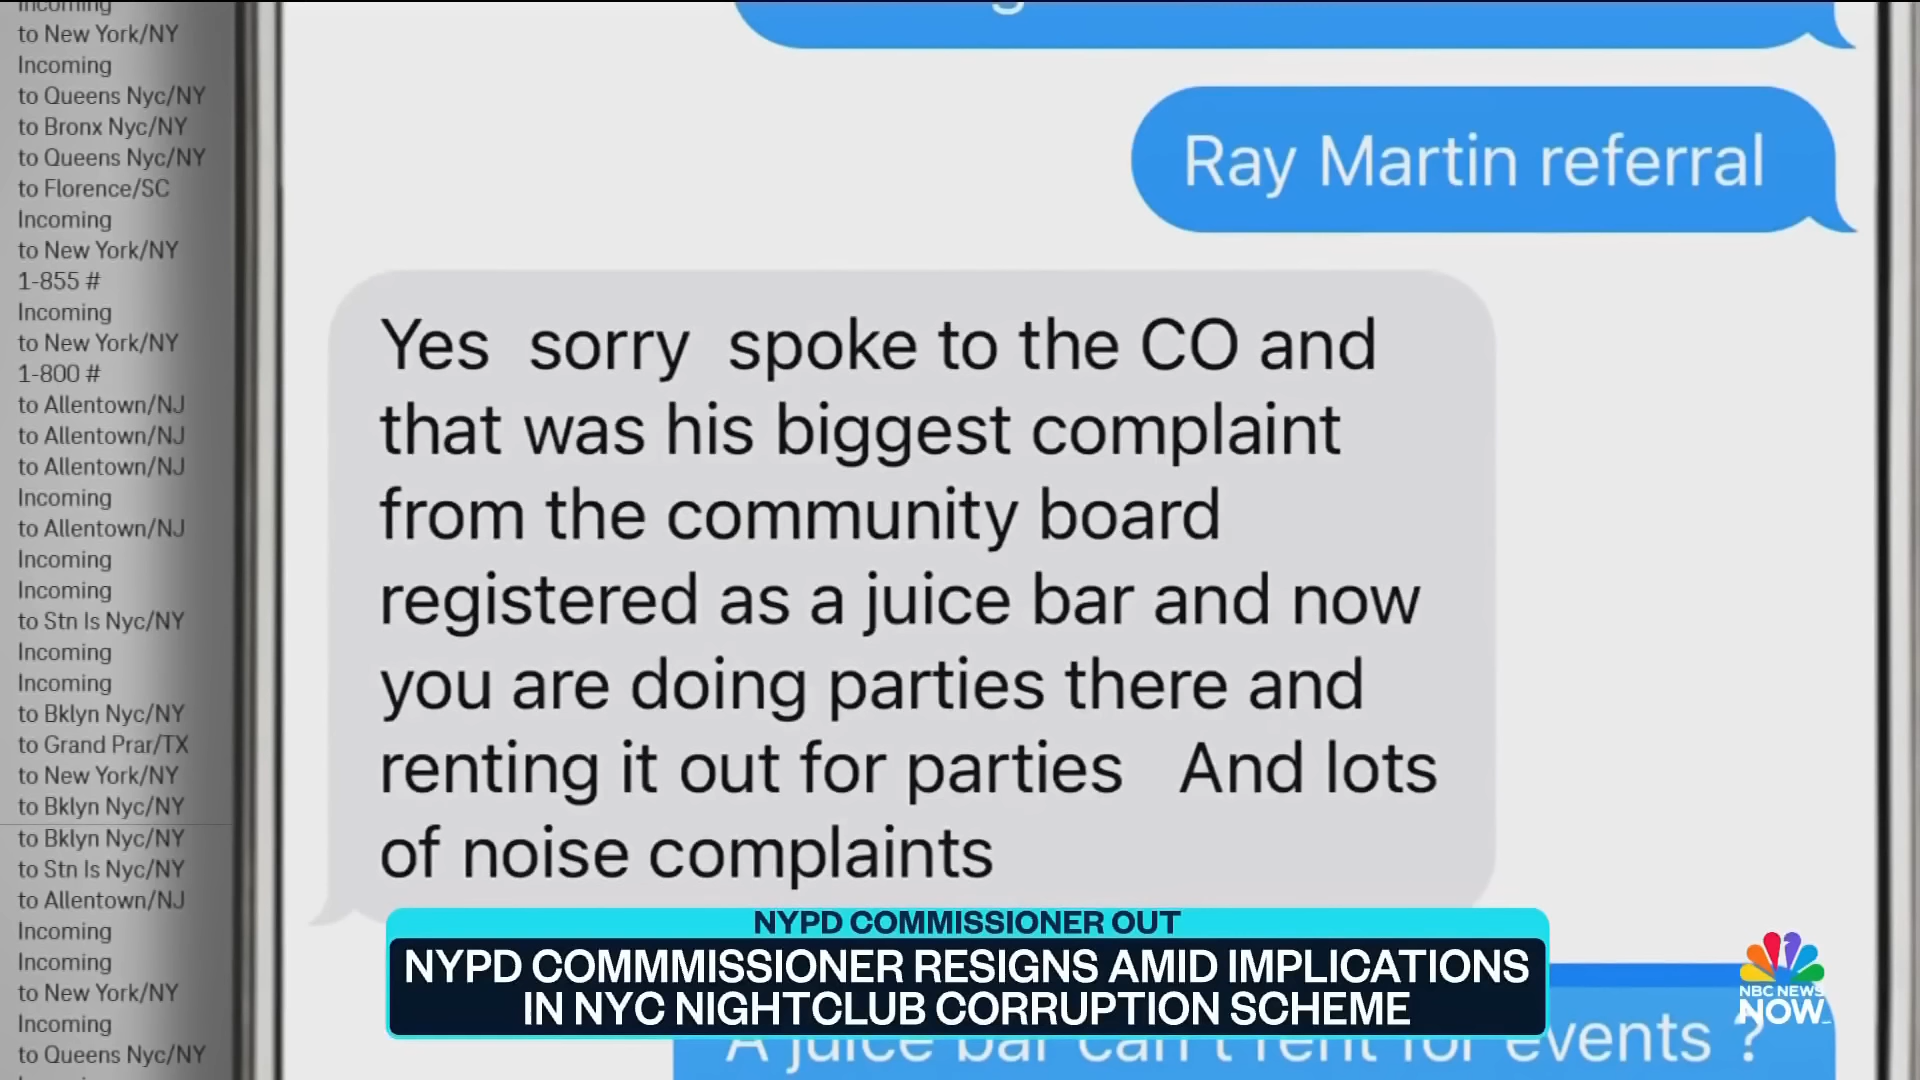 Incoming
to New York/NY
Incoming
to Queens Nyc/NY
to Bronx Nyc/NY
to Queens Nyc/NY
to Florence/SC
Incoming
to New York/NY
1-855 #
Incoming
to New York/NY
1-800 #
to Allentown/NJ
to Allentown/NJ
to Allentown/NJ
Incoming
to Allentown/NJ
Incoming
Incoming
to Stn Is Nyc/NY
Incoming
Incoming
to Bklyn Nyc/NY
to Grand Prar/TX
to New York/NY
to Bklyn Nyc/NY
to Bklyn Nyc/NY
to Stn Is Nyc/NY
to Allentown/NJ
Incoming
Incoming
to New York/NY
Incoming
to Queens Nyc/NY
Ray Martin referral
Yes sorry spoke to the CO and
that was his biggest complaint
from the community board
registered as a juice bar and now
you are doing parties there and
renting it out for parties And lots
of noise complaints
NYPD COMMISSIONER OUT
NYPD COMMMISSIONER RESIGNS AMID IMPLICATIONS
IN NYC NIGHTCLUB CORRUPTION SCHEME
A juice bar can't rent for events ?
NBC NEWS
NOW